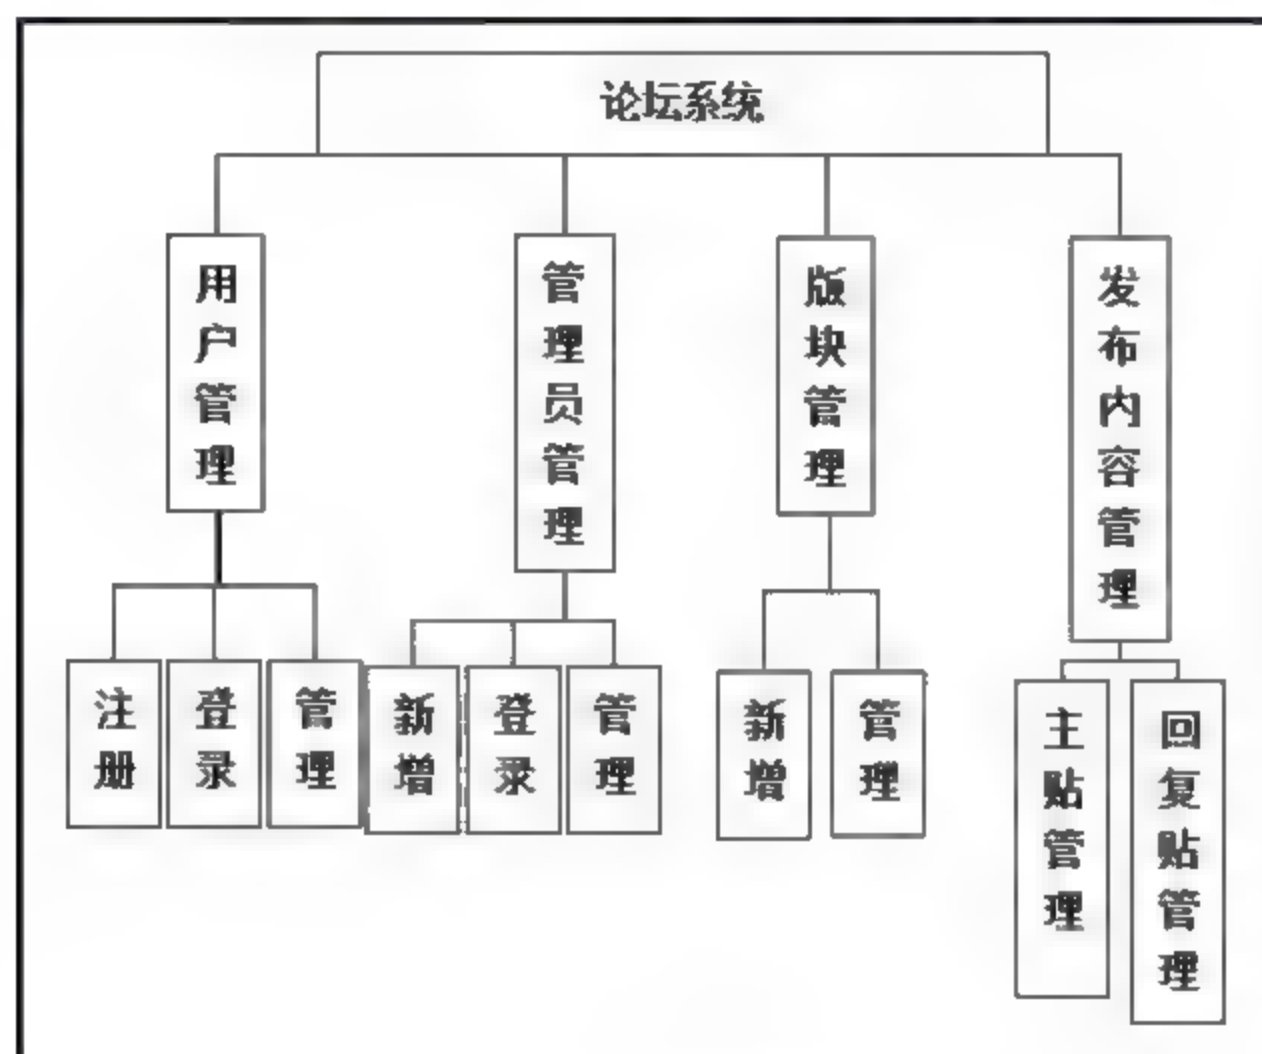 论坛系统
用户管理
管理员管理
版块管理
发布内容管理
注册
登录
管理
新增
登录
管理
新增
管理
主贴管理
回复贴管理